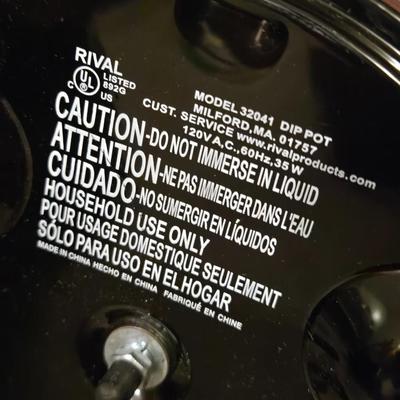 RIVAL
C UL US LISTED 892G
MODEL 32041 DIP POT
MILFORD, MA. 01757
CUST. SERVICE www.rivalproducts.com
120V A,C.,60Hz,35W
CAUTION-DO NOT IMMERSE IN LIQUID
ATTENTION-NE PAS IMMERGER DANS L'EAU
CUIDADO-NO SUMERGIR EN LÍQUIDOS
HOUSEHOLD USE ONLY
POUR USAGE DOMESTIQUE SEULEMENT
SÓLO PARA USO EN EL HOGAR
MADE IN CHINA HECHO EN CHINA FABRIQUÉ EN CHINE